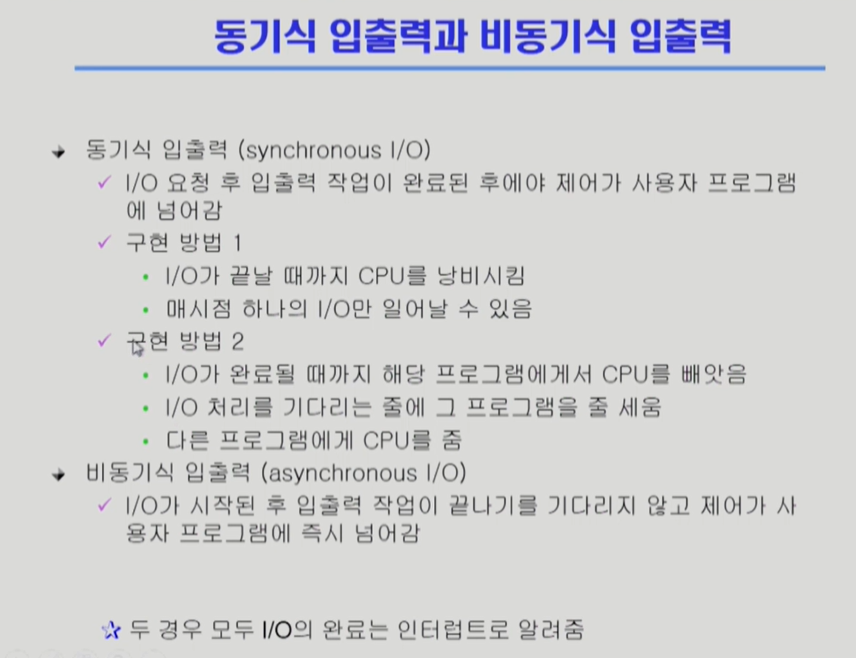 동기식 입출력과 비동기식 입출력
동기식 입출력 (synchronous I/O)
I/O 요청 후 입출력 작업이 완료된 후에야 제어가 사용자 프로그램
에 넘어감
구현 방법 1
I/O가 끝날 때까지 CPU를 낭비시킴
매시점 하나의 I/O만 일어날 수 있음
구현 방법 2
I/O가 완료될 때까지 해당 프로그램에게서 CPU를 빼앗음
I/O 처리를 기다리는 줄에 그 프로그램을 줄 세움
다른 프로그램에게 CPU를 줌
비동기식 입출력 (asynchronous I/O)
I/O가 시작된 후 입출력 작업이 끝나기를 기다리지 않고 제어가 사
용자 프로그램에 즉시 넘어감
두 경우 모두 I/O의 완료는 인터럽트로 알려줌